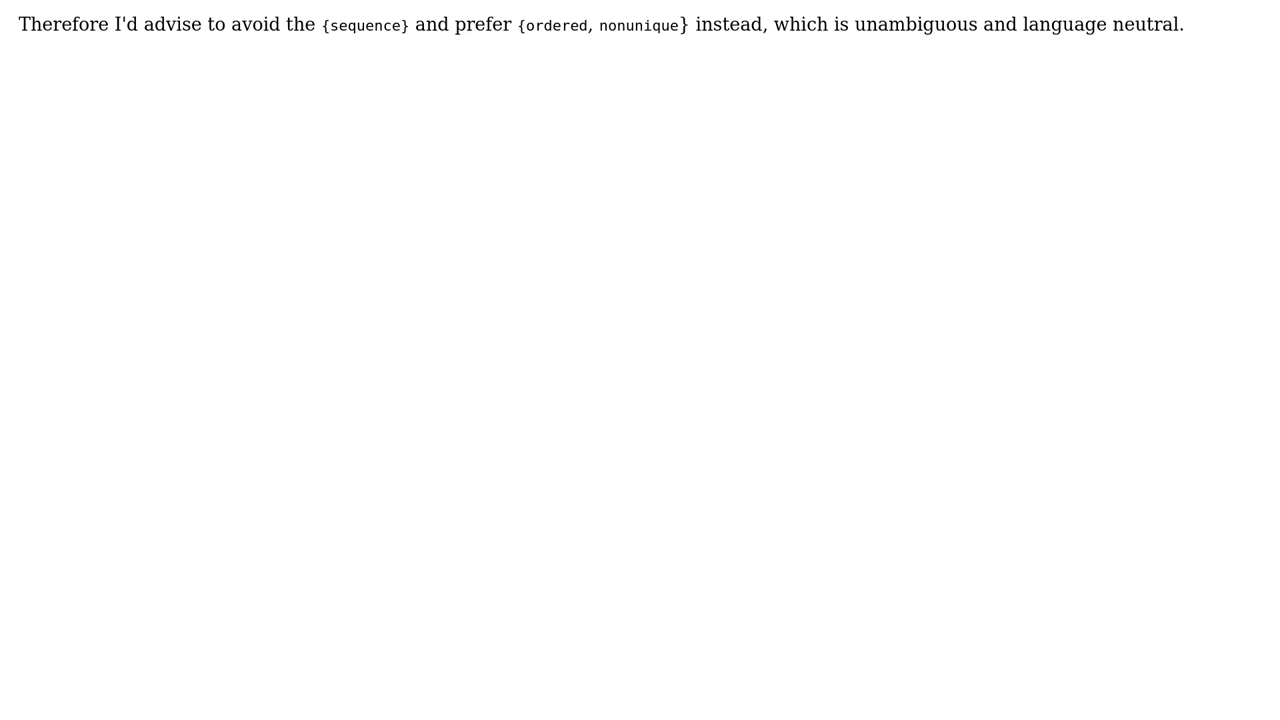 Therefore I'd advise to avoid the {sequence} and prefer {ordered, nonunique} instead, which is unambiguous and language neutral.